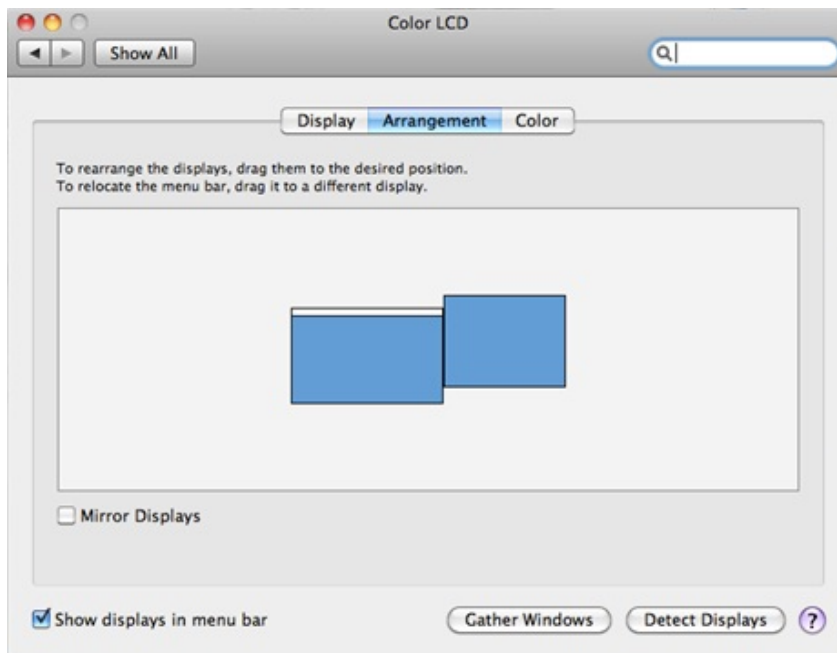 Color LCD
Show All
Display Arrangement Color
To rearrange the displays, drag them to the desired position.
To relocate the menu bar, drag it to a different display.
Mirror Displays
Show displays in menu bar Gather Windows Detect Displays ?